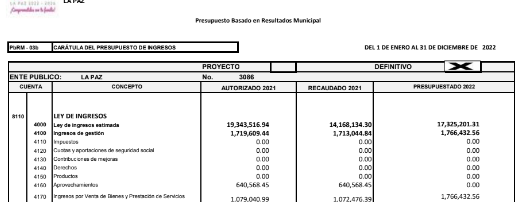 LA PAZ
Presupuesto Basado en Resultados Municipal
PbRM - 03b CARÁTULA DEL PRESUPUESTO DE INGRESOS DEL 1 DE ENERO AL 31 DE DICIEMBRE DE 2022
PROYECTO DEFINITIVO X
ENTE PUBLICO: LA PAZ No. 3086
CUENTA CONCEPTO AUTORIZADO 2021 RECAUDADO 2021 PRESUPUESTADO 2022
8110 LEY DE INGRESOS
4000 Ley de Ingresos estimada 19,343,516.94 14,168,134.30 17,325,201.31
4100 Ingresos de gestión 1,719,609.44 1,713,044.84 1,766,432.56
4110 Impuestos 0.00 0.00 0.00
4120 Cuotas y aportaciones de seguridad social 0.00 0.00 0.00
4130 Contribuciones de mejoras 0.00 0.00 0.00
4140 Derechos 0.00 0.00 0.00
4150 Productos 0.00 0.00 0.00
4160 Aprovechamientos 640,568.45 640,568.45 0.00
4170 Ingresos por Venta de Bienes y Prestación de Servicios 1,079,040.99 1,072,476.39 1,766,432.56